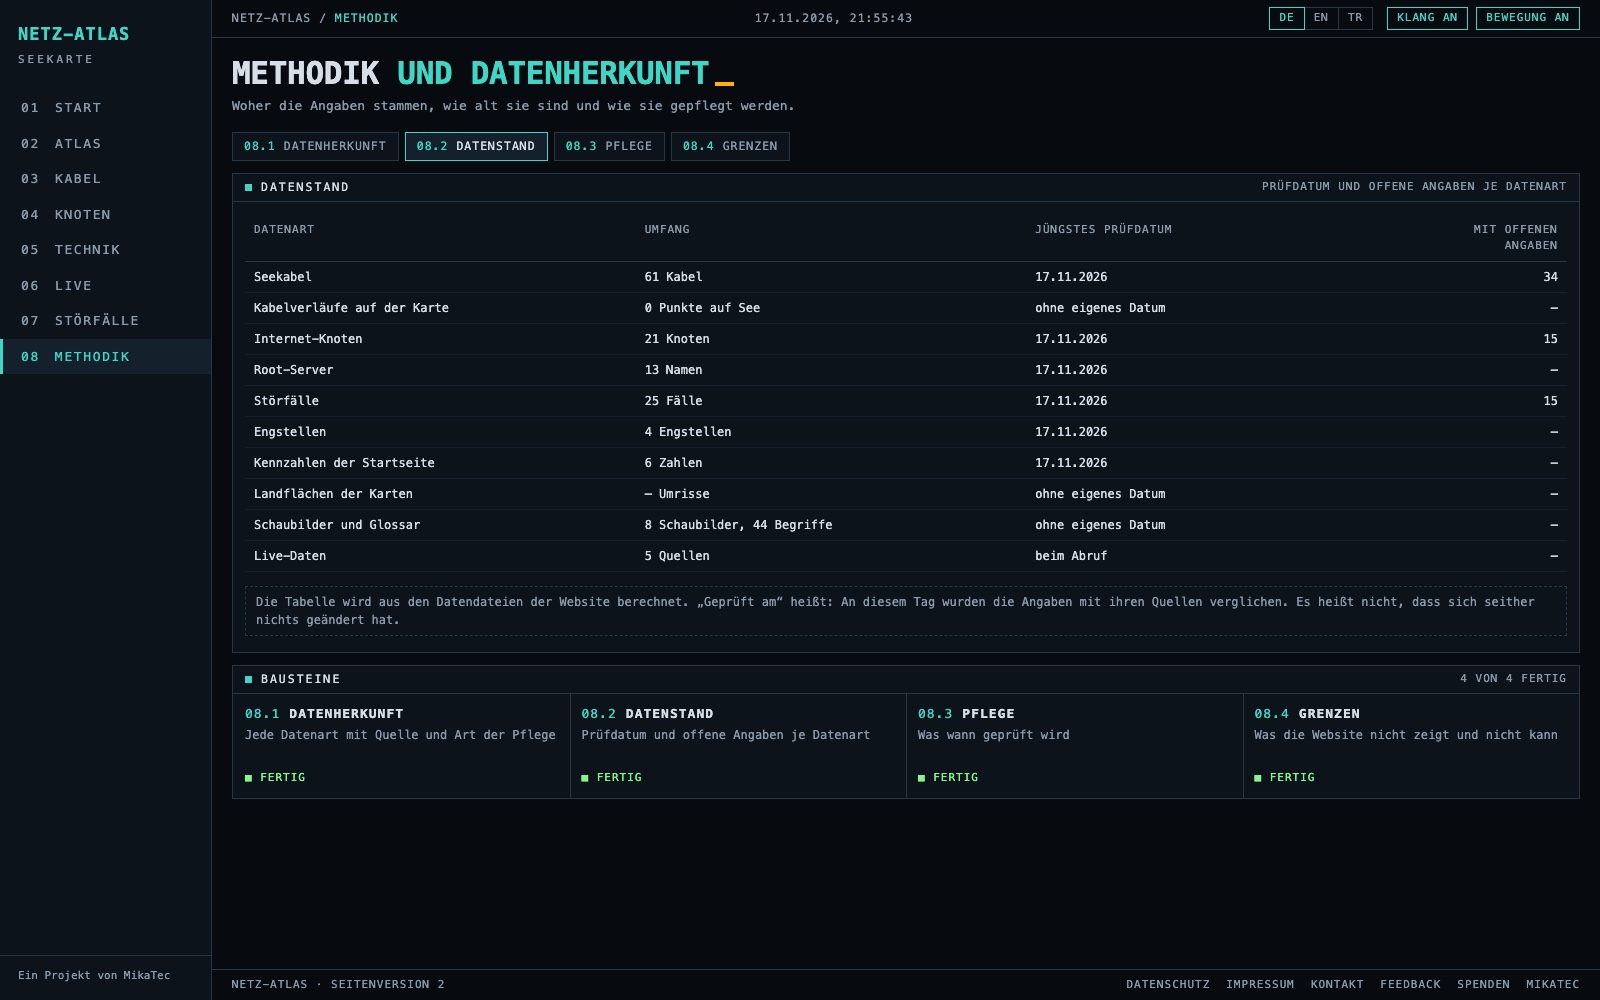 NETZ-ATLAS
SEEKARTE
01 START
02 ATLAS
03 KABEL
04 KNOTEN
05 TECHNIK
06 LIVE
07 STÖRFÄLLE
08 METHODIK
Ein Projekt von MikaTec
NETZ-ATLAS / METHODIK
17.11.2026, 21:55:43
DE EN TR
KLANG AN
BEWEGUNG AN
METHODIK UND DATENHERKUNFT_
Woher die Angaben stammen, wie alt sie sind und wie sie gepflegt werden.
08.1 DATENHERKUNFT
08.2 DATENSTAND
08.3 PFLEGE
08.4 GRENZEN
DATENSTAND
PRÜFDATUM UND OFFENE ANGABEN JE DATENART
DATENART UMFANG JÜNGSTES PRÜFDATUM MIT OFFENEN
ANGABEN
Seekabel 61 Kabel 17.11.2026 34
Kabelverläufe auf der Karte 0 Punkte auf See ohne eigenes Datum –
Internet-Knoten 21 Knoten 17.11.2026 15
Root-Server 13 Namen 17.11.2026 –
Störfälle 25 Fälle 17.11.2026 15
Engstellen 4 Engstellen 17.11.2026 –
Kennzahlen der Startseite 6 Zahlen 17.11.2026 –
Landflächen der Karten – Umrisse ohne eigenes Datum –
Schaubilder und Glossar 8 Schaubilder, 44 Begriffe ohne eigenes Datum –
Live-Daten 5 Quellen beim Abruf –
Die Tabelle wird aus den Datendateien der Website berechnet. „Geprüft am“ heißt: An diesem Tag wurden die Angaben mit ihren Quellen verglichen. Es heißt nicht, dass sich seither
nichts geändert hat.
BAUSTEINE
4 VON 4 FERTIG
08.1 DATENHERKUNFT
Jede Datenart mit Quelle und Art der Pflege
FERTIG
08.2 DATENSTAND
Prüfdatum und offene Angaben je Datenart
FERTIG
08.3 PFLEGE
Was wann geprüft wird
FERTIG
08.4 GRENZEN
Was die Website nicht zeigt und nicht kann
FERTIG
NETZ-ATLAS · SEITENVERSION 2
DATENSCHUTZ IMPRESSUM KONTAKT FEEDBACK SPENDEN MIKATEC